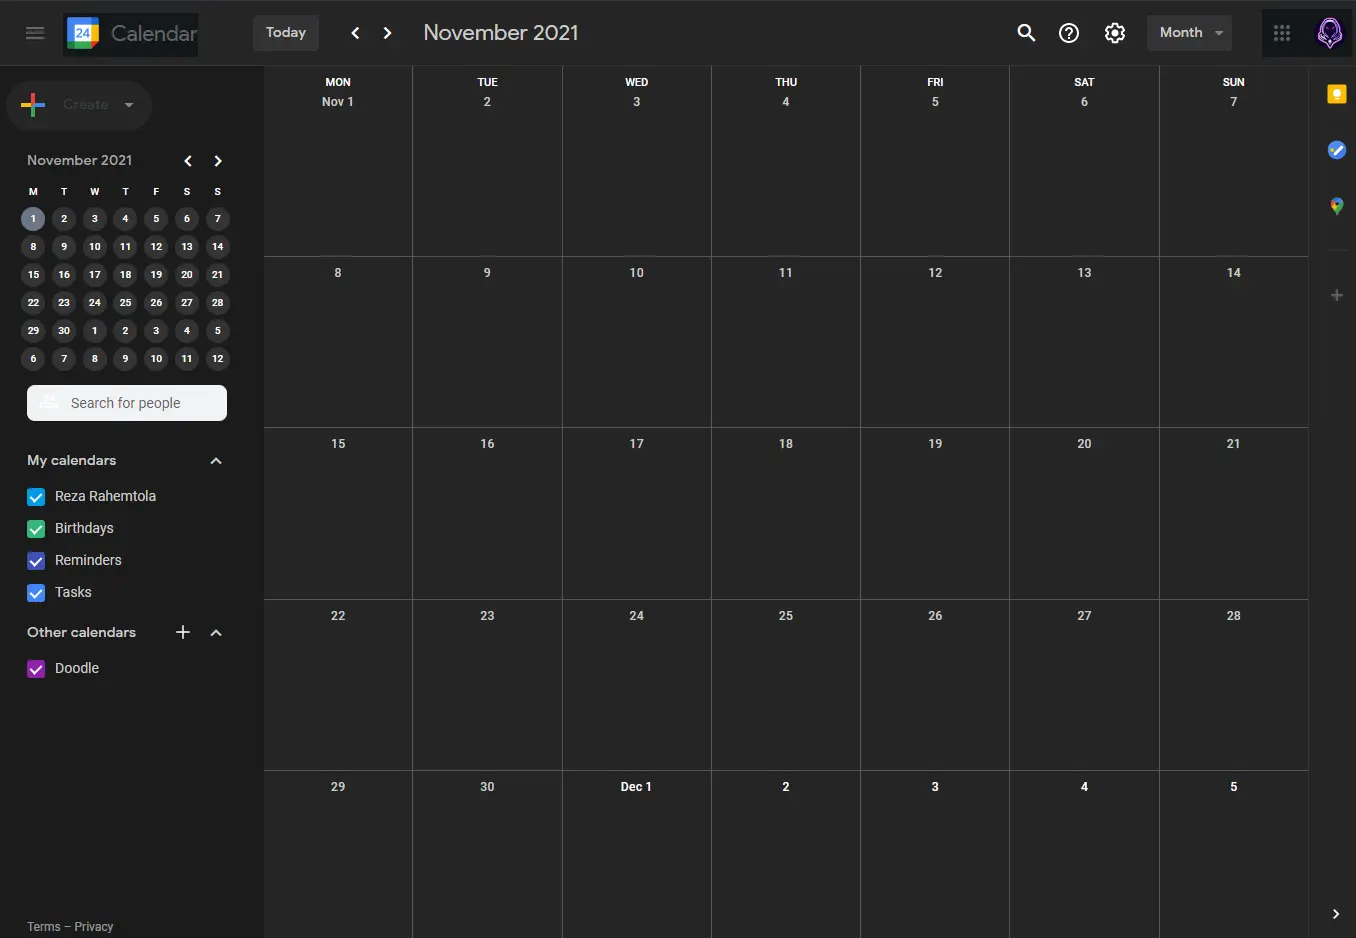 24 Calendar Today November 2021 Month
Create
November 2021
M T W T F S S
1 2 3 4 5 6 7
8 9 10 11 12 13 14
15 16 17 18 19 20 21
22 23 24 25 26 27 28
29 30 1 2 3 4 5
6 7 8 9 10 11 12
Search for people
My calendars
Reza Rahemtola
Birthdays
Reminders
Tasks
Other calendars
Doodle
Terms – Privacy
MON TUE WED THU FRI SAT SUN
Nov 1 2 3 4 5 6 7
8 9 10 11 12 13 14
15 16 17 18 19 20 21
22 23 24 25 26 27 28
29 30 Dec 1 2 3 4 5